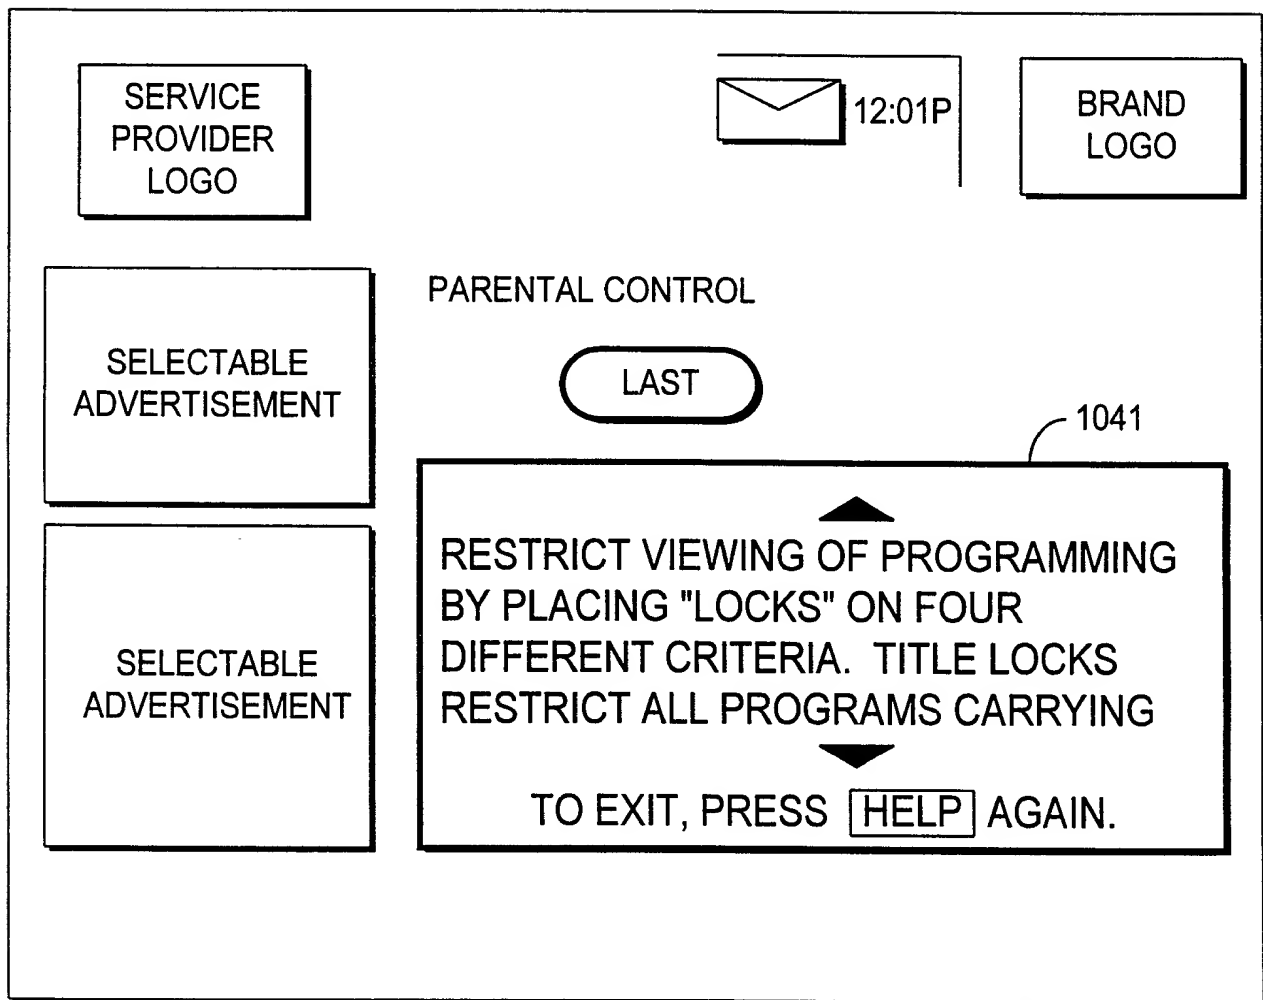 SERVICE
PROVIDER
LOGO
12:01P
BRAND
LOGO
SELECTABLE
ADVERTISEMENT
PARENTAL CONTROL
LAST
1041
SELECTABLE
ADVERTISEMENT
RESTRICT VIEWING OF PROGRAMMING
BY PLACING "LOCKS" ON FOUR
DIFFERENT CRITERIA.  TITLE LOCKS
RESTRICT ALL PROGRAMS CARRYING
TO EXIT, PRESS HELP AGAIN.